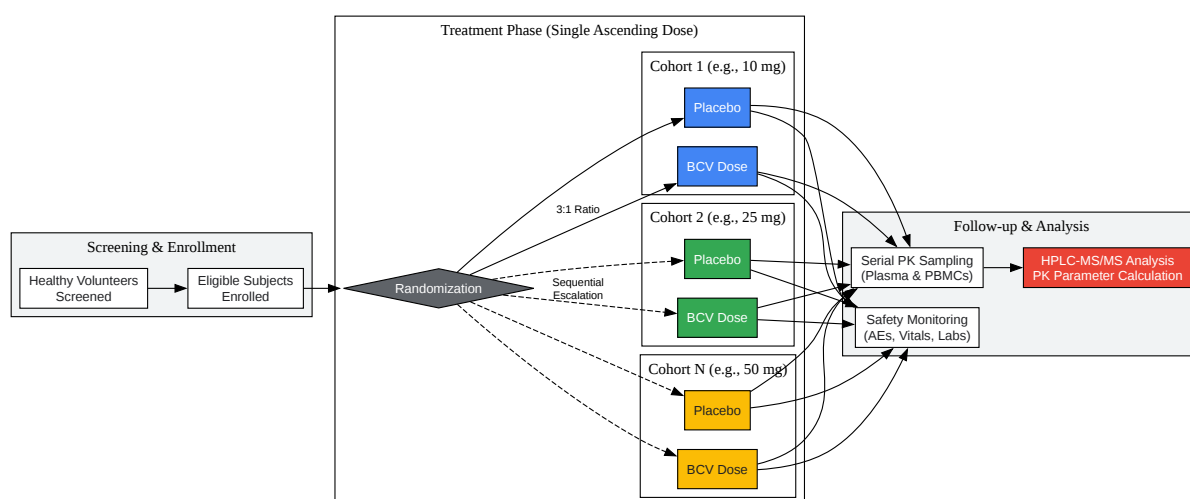 Treatment Phase (Single Ascending Dose)
Cohort 1 (e.g., 10 mg)
Placebo
BCV Dose
3:1 Ratio
Cohort 2 (e.g., 25 mg)
Placebo
BCV Dose
Sequential
Escalation
Cohort N (e.g., 50 mg)
Placebo
BCV Dose
Screening & Enrollment
Healthy Volunteers
Screened
Eligible Subjects
Enrolled
Randomization
Follow-up & Analysis
Serial PK Sampling
(Plasma & PBMCs)
HPLC-MS/MS Analysis
PK Parameter Calculation
Safety Monitoring
(AEs, Vitals, Labs)